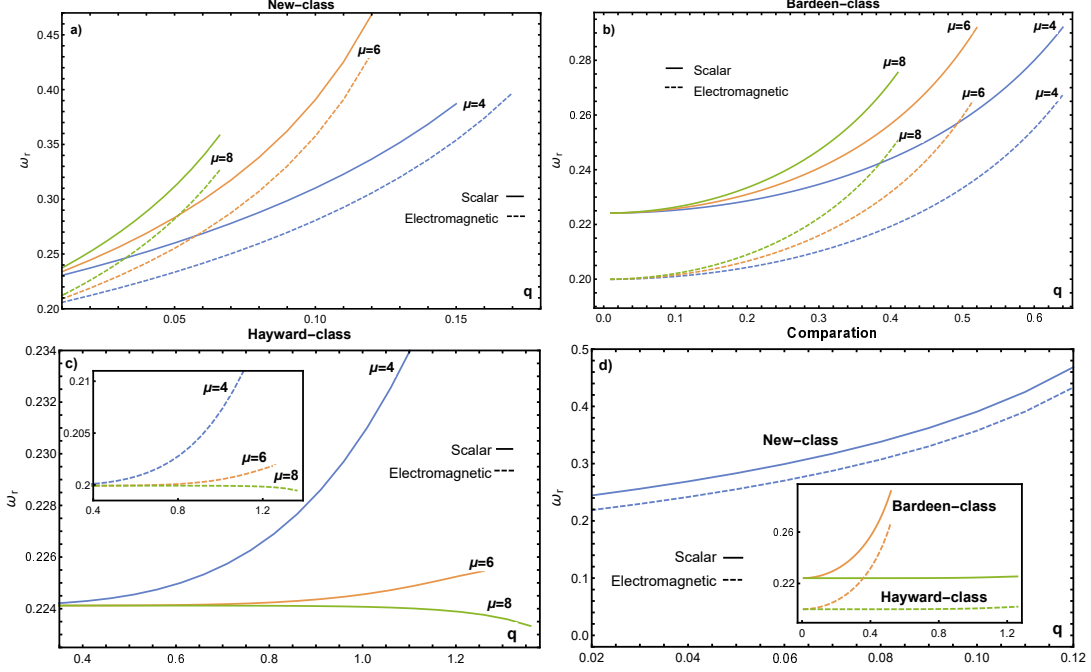 New-class
a)
0.45
0.40
0.35
0.30
0.25
0.20
ωr
μ=6
μ=4
μ=8
Scalar
Electromagnetic
q
0.05
0.10
0.15
Bardeen-class
b)
0.28
0.26
0.24
0.22
0.20
ωr
Scalar
Electromagnetic
μ=6
μ=4
μ=8
μ=6
μ=4
μ=8
q
0.0
0.1
0.2
0.3
0.4
0.5
0.6
Hayward-class
c)
0.234
0.232
0.230
0.228
0.226
0.224
ωr
μ=4
0.21
0.205
0.2
μ=4
μ=6
μ=8
0.4
0.8
1.2
Scalar
Electromagnetic
μ=6
μ=8
q
0.4
0.6
0.8
1.0
1.2
Comparation
d)
0.5
0.4
0.3
0.2
0.1
0.0
ωr
New-class
Scalar
Electromagnetic
0.26
0.22
Bardeen-class
Hayward-class
0
0.4
0.8
1.2
q
0.02
0.04
0.06
0.08
0.10
0.12